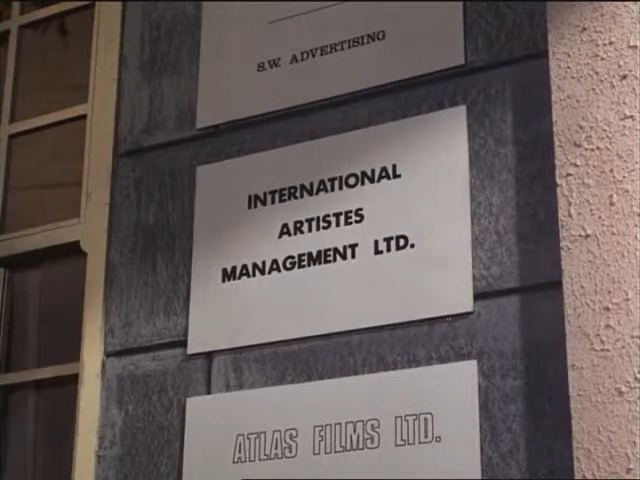 S.W. ADVERTISING
INTERNATIONAL
ARTISTES
MANAGEMENT LTD.
ATLAS FILMS LTD.